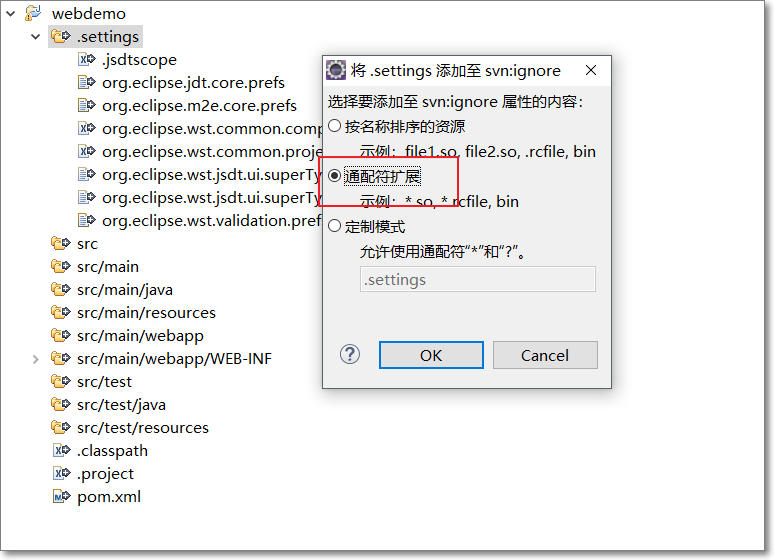 webdemo
.settings
.jsdtscope
org.eclipse.jdt.core.prefs
org.eclipse.m2e.core.prefs
org.eclipse.wst.common.comp
org.eclipse.wst.common.proje
org.eclipse.wst.jsdt.ui.superTy
org.eclipse.wst.jsdt.ui.superTy
org.eclipse.wst.validation.pref
src
src/main
src/main/java
src/main/resources
src/main/webapp
src/main/webapp/WEB-INF
src/test
src/test/java
src/test/resources
.classpath
.project
pom.xml
将 .settings 添加至 svn:ignore
选择要添加至 svn:ignore 属性的内容：
按名称排序的资源
示例： file1.so, file2.so, .rcfile, bin
通配符扩展
示例： *.so, *.rcfile, bin
定制模式
允许使用通配符“*”和“?”。
.settings
OK
Cancel